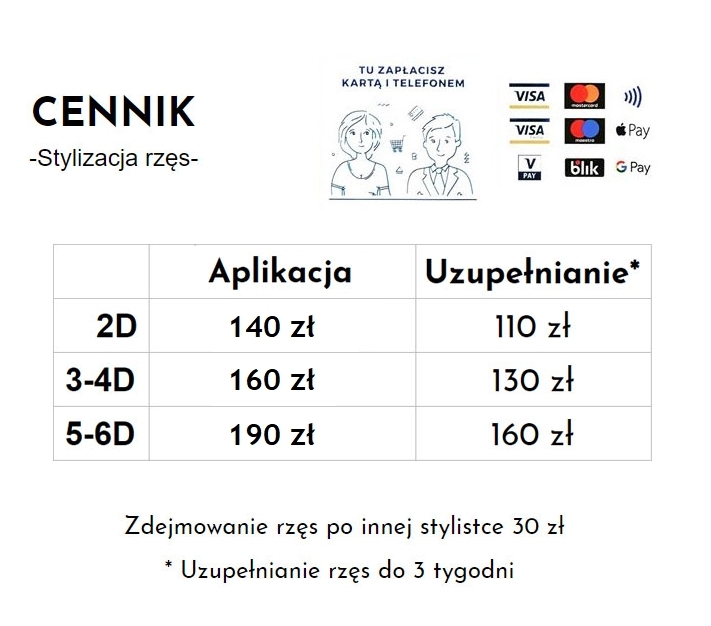 CENNIK
-Stylizacja rzęs-
TU ZAPŁACISZ
KARTĄ I TELEFONEM
VISA
mastercard
VISA
maestro
Pay
V
PAY
blik
G Pay
Aplikacja
Uzupełnianie*
2D
140 zł
110 zł
3-4D
160 zł
130 zł
5-6D
190 zł
160 zł
Zdejmowanie rzęs po innej stylistce 30 zł
* Uzupełnianie rzęs do 3 tygodni